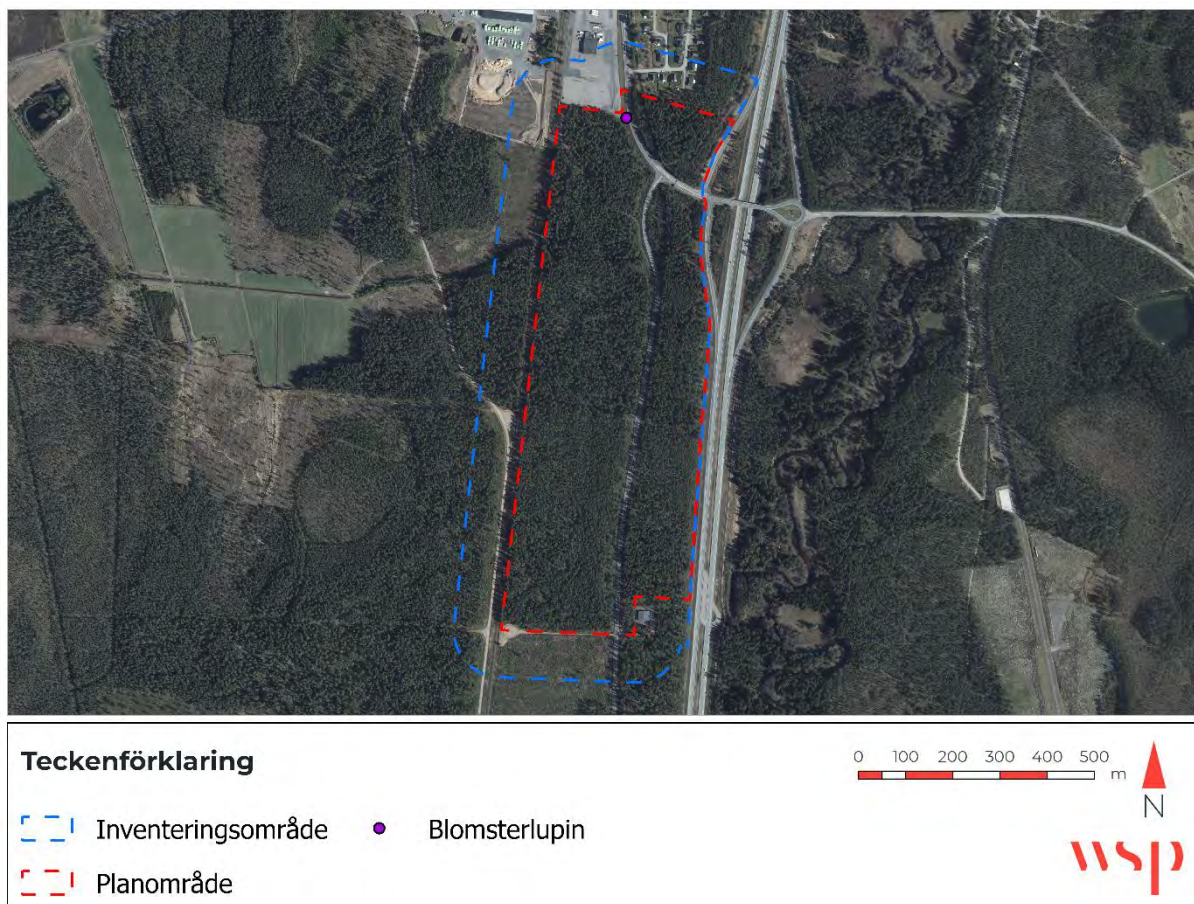 Teckenförklaring
0 100 200 300 400 500
m
Inventeringsområde
Blomsterlupin
N
Planområde
wsp